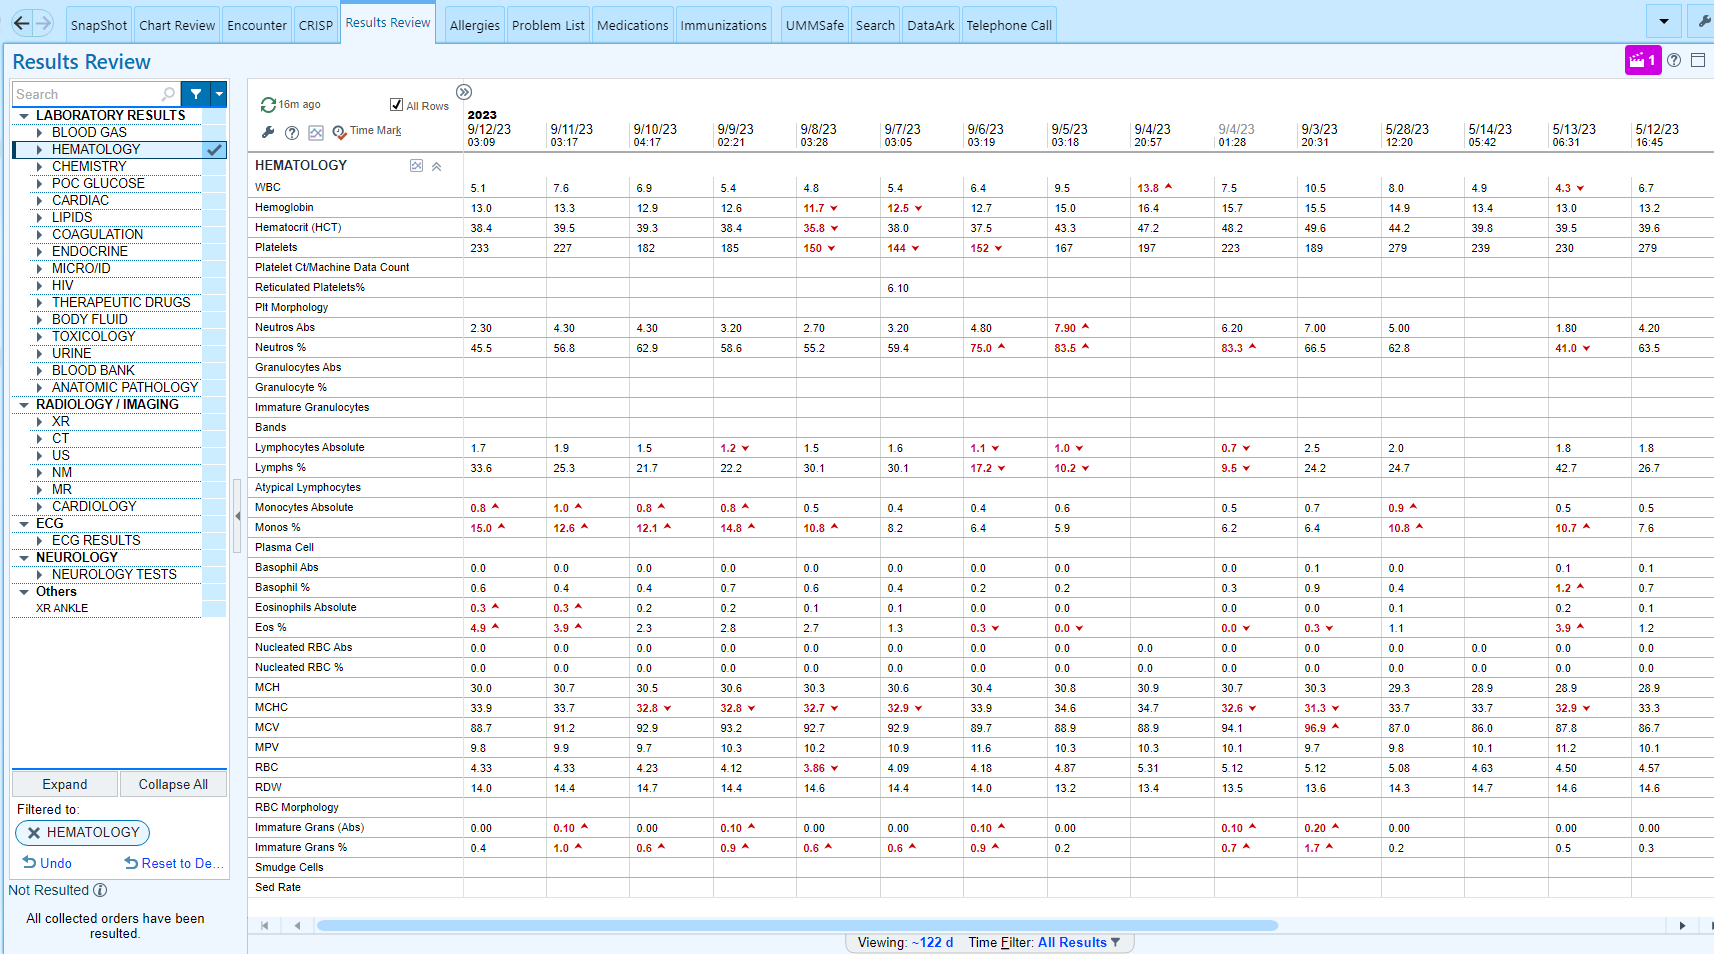 SnapShot Chart Review Encounter CRISP Results Review Allergies Problem List Medications Immunizations UMMSafe Search DataArk Telephone Call
Results Review
1
Search
LABORATORY RESULTS
BLOOD GAS
HEMATOLOGY
CHEMISTRY
POC GLUCOSE
CARDIAC
LIPIDS
COAGULATION
ENDOCRINE
MICRO/ID
HIV
THERAPEUTIC DRUGS
BODY FLUID
TOXICOLOGY
URINE
BLOOD BANK
ANATOMIC PATHOLOGY
RADIOLOGY / IMAGING
XR
CT
US
NM
MR
CARDIOLOGY
ECG
ECG RESULTS
NEUROLOGY
NEUROLOGY TESTS
Others
XR ANKLE
Expand Collapse All
Filtered to:
HEMATOLOGY
Undo Reset to De...
Not Resulted
All collected orders have been
resulted.
16m ago All Rows
Time Mark
2023
9/12/23 9/11/23 9/10/23 9/9/23 9/8/23 9/7/23 9/6/23 9/5/23 9/4/23 9/4/23 9/3/23 5/28/23 5/14/23 5/13/23 5/12/23
03:09 03:17 04:17 02:21 03:28 03:05 03:19 03:18 20:57 01:28 20:31 12:20 05:42 06:31 16:45
HEMATOLOGY
WBC 5.1 7.6 6.9 5.4 4.8 5.4 6.4 9.5 13.8 7.5 10.5 8.0 4.9 4.3 6.7
Hemoglobin 13.0 13.3 12.9 12.6 11.7 12.5 12.7 15.0 16.4 15.7 15.5 14.9 13.4 13.0 13.2
Hematocrit (HCT) 38.4 39.5 39.3 38.4 35.8 38.0 37.5 43.3 47.2 48.2 49.6 44.2 39.8 39.5 39.6
Platelets 233 227 182 185 150 144 152 167 197 223 189 279 239 230 279
Platelet Ct/Machine Data Count
Reticulated Platelets% 6.10
Plt Morphology
Neutros Abs 2.30 4.30 4.30 3.20 2.70 3.20 4.80 7.90 6.20 7.00 5.00 1.80 4.20
Neutros % 45.5 56.8 62.9 58.6 55.2 59.4 75.0 83.5 83.3 66.5 62.8 41.0 63.5
Granulocytes Abs
Granulocyte %
Immature Granulocytes
Bands
Lymphocytes Absolute 1.7 1.9 1.5 1.2 1.5 1.6 1.1 1.0 0.7 2.5 2.0 1.8 1.8
Lymphs % 33.6 25.3 21.7 22.2 30.1 30.1 17.2 10.2 9.5 24.2 24.7 42.7 26.7
Atypical Lymphocytes
Monocytes Absolute 0.8 1.0 0.8 0.8 0.5 0.4 0.4 0.6 0.5 0.7 0.9 0.5 0.5
Monos % 15.0 12.6 12.1 14.8 10.8 8.2 6.4 5.9 6.2 6.4 10.8 10.7 7.6
Plasma Cell
Basophil Abs 0.0 0.0 0.0 0.0 0.0 0.0 0.0 0.0 0.0 0.1 0.0 0.1 0.1
Basophil % 0.6 0.4 0.4 0.7 0.6 0.4 0.2 0.2 0.3 0.9 0.4 1.2 0.7
Eosinophils Absolute 0.3 0.3 0.2 0.2 0.1 0.1 0.0 0.0 0.0 0.0 0.1 0.2 0.1
Eos % 4.9 3.9 2.3 2.8 2.7 1.3 0.3 0.0 0.0 0.3 1.1 3.9 1.2
Nucleated RBC Abs 0.0 0.0 0.0 0.0 0.0 0.0 0.0 0.0 0.0 0.0 0.0 0.0 0.0 0.0 0.0
Nucleated RBC % 0.0 0.0 0.0 0.0 0.0 0.0 0.0 0.0 0.0 0.0 0.0 0.0 0.0 0.0 0.0
MCH 30.0 30.7 30.5 30.6 30.3 30.6 30.4 30.8 30.9 30.7 30.3 29.3 28.9 28.9 28.9
MCHC 33.9 33.7 32.8 32.8 32.7 32.9 33.9 34.6 34.7 32.6 31.3 33.7 33.7 32.9 33.3
MCV 88.7 91.2 92.9 93.2 92.7 92.9 89.7 88.9 88.9 94.1 96.9 87.0 86.0 87.8 86.7
MPV 9.8 9.9 9.7 10.3 10.2 10.9 11.6 10.3 10.3 10.1 9.7 9.8 10.1 11.2 10.1
RBC 4.33 4.33 4.23 4.12 3.86 4.09 4.18 4.87 5.31 5.12 5.12 5.08 4.63 4.50 4.57
RDW 14.0 14.4 14.7 14.4 14.6 14.4 14.0 13.2 13.4 13.5 13.6 14.3 14.7 14.6 14.6
RBC Morphology
Immature Grans (Abs) 0.00 0.10 0.00 0.10 0.00 0.00 0.10 0.00 0.10 0.20 0.00 0.00 0.00
Immature Grans % 0.4 1.0 0.6 0.9 0.6 0.6 0.9 0.2 0.7 1.7 0.2 0.5 0.3
Smudge Cells
Sed Rate
Viewing: ~122 d Time Filter: All Results